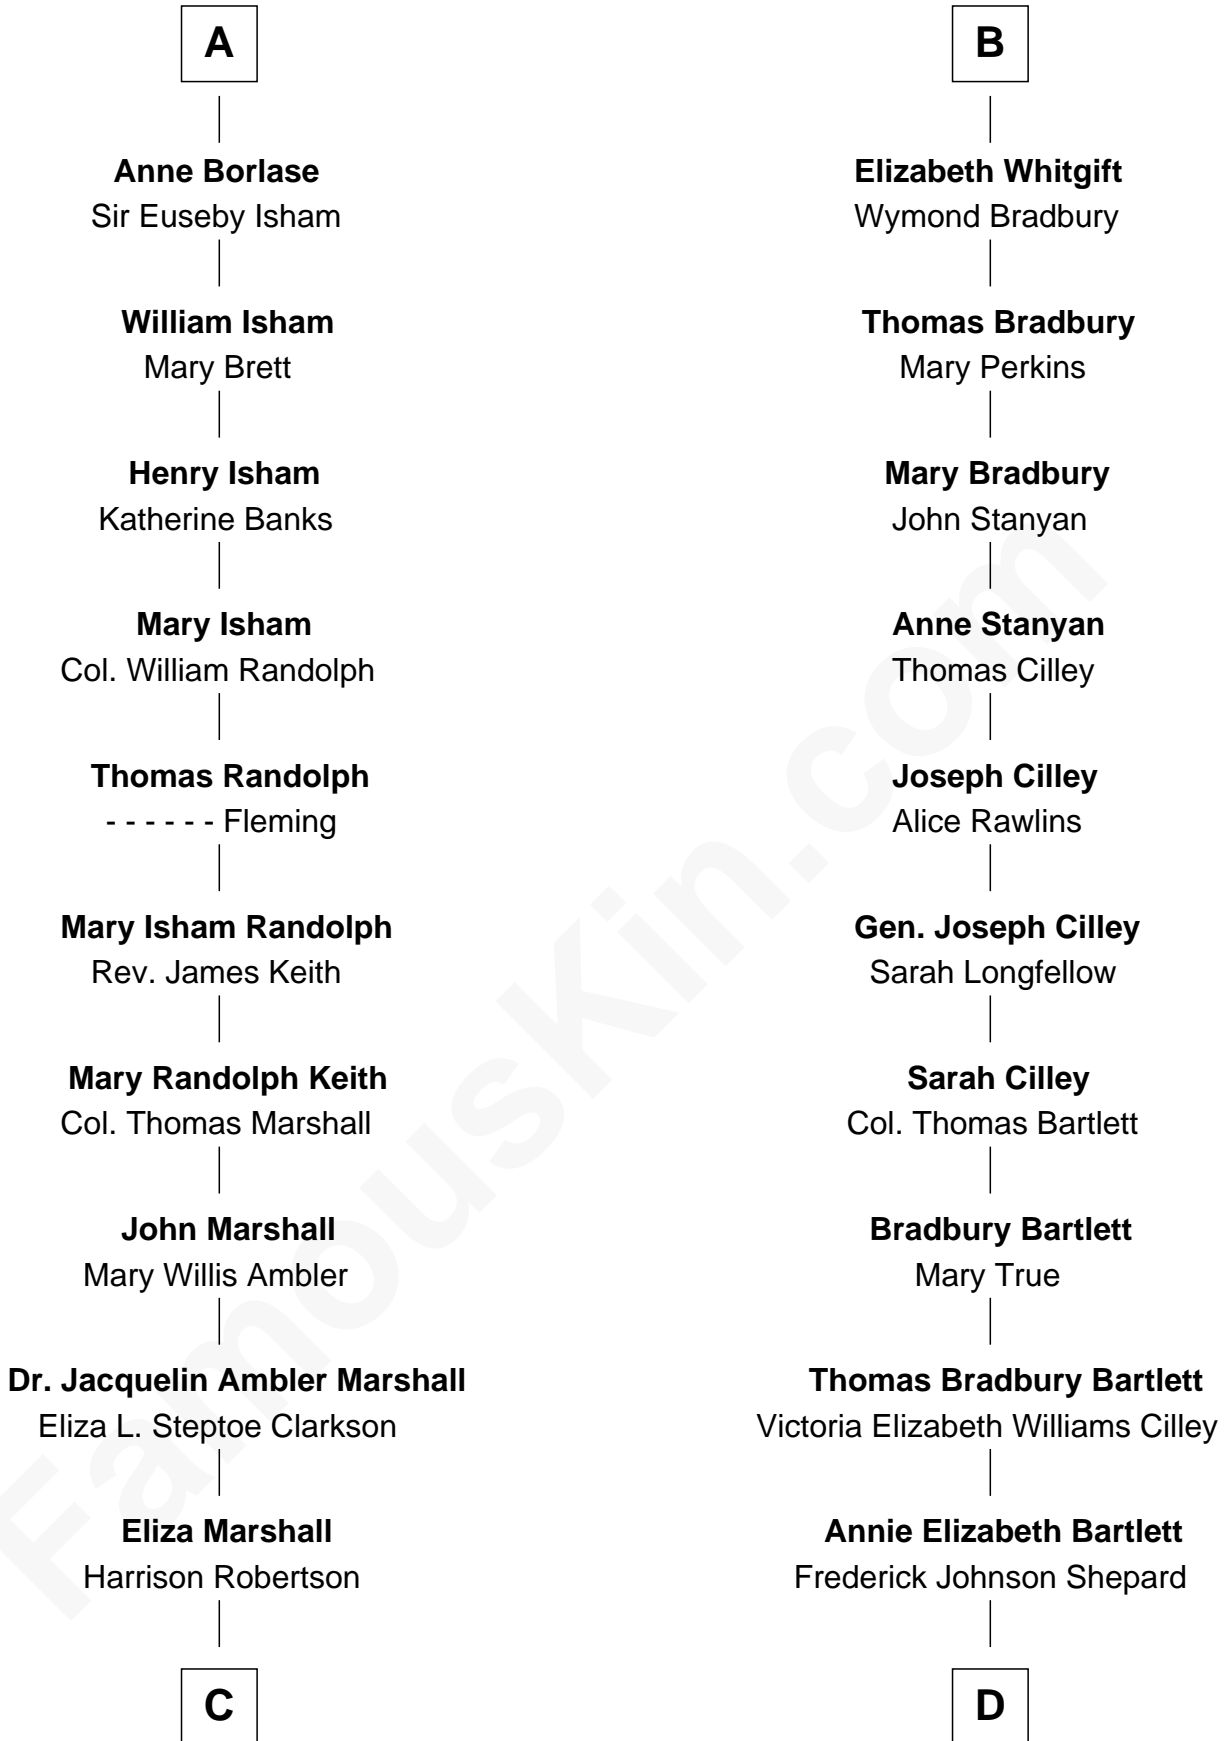 A
Anne Borlase
Sir Euseby Isham
William Isham
Mary Brett
Henry Isham
Katherine Banks
Mary Isham
Col. William Randolph
Thomas Randolph
- - - - - - Fleming
Mary Isham Randolph
Rev. James Keith
Mary Randolph Keith
Col. Thomas Marshall
John Marshall
Mary Willis Ambler
Dr. Jacquelin Ambler Marshall
Eliza L. Steptoe Clarkson
Eliza Marshall
Harrison Robertson
C
B
Elizabeth Whitgift
Wymond Bradbury
Thomas Bradbury
Mary Perkins
Mary Bradbury
John Stanyan
Anne Stanyan
Thomas Cilley
Joseph Cilley
Alice Rawlins
Gen. Joseph Cilley
Sarah Longfellow
Sarah Cilley
Col. Thomas Bartlett
Bradbury Bartlett
Mary True
Thomas Bradbury Bartlett
Victoria Elizabeth Williams Cilley
Annie Elizabeth Bartlett
Frederick Johnson Shepard
D
FamousKin.com